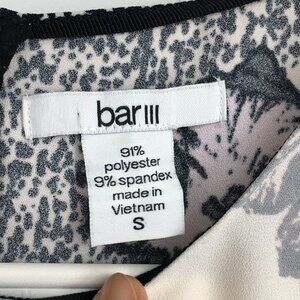 bar III
91%
polyester
9% spandex
made in
Vietnam
S